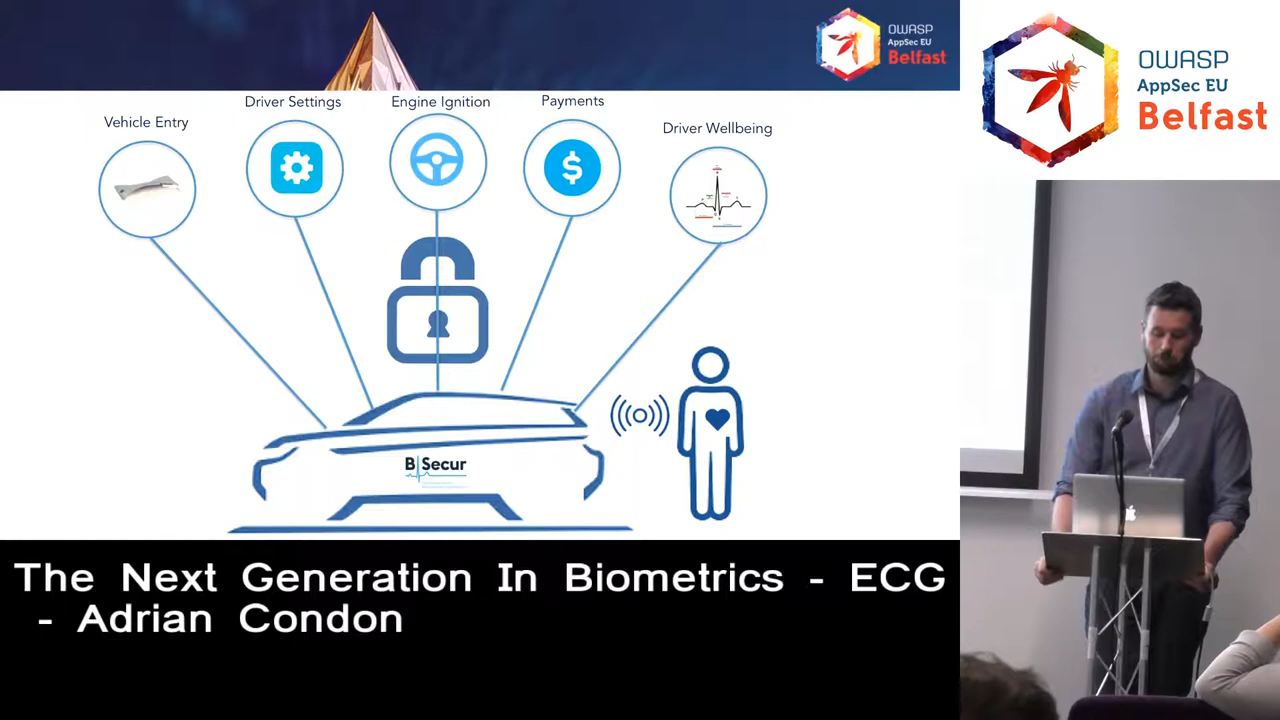 OWASP
AppSec EU
Belfast
Vehicle Entry
Driver Settings
Engine Ignition
Payments
Driver Wellbeing
$
B Secur
The Next Generation In Biometrics - ECG
- Adrian Condon
OWASP
AppSec EU
Belfast